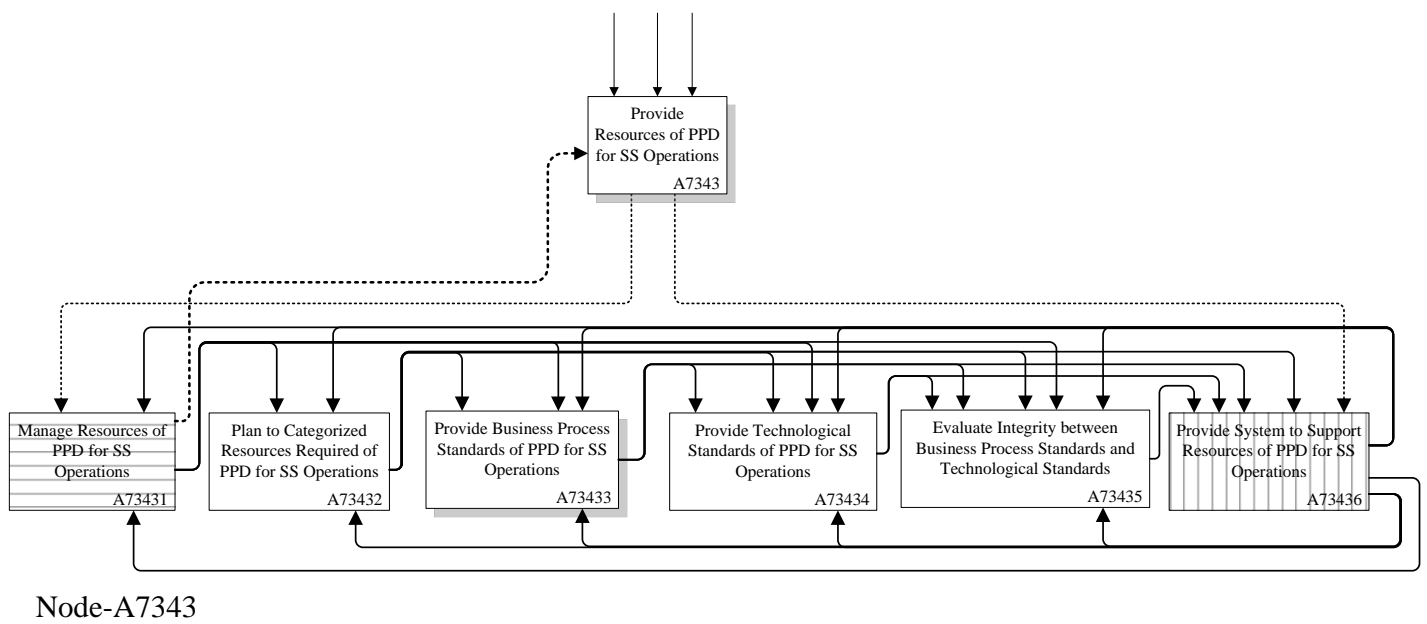 Provide
Resources of PPD
for SS Operations
A7343
Manage Resources of
PPD for SS
Operations
A73431
Plan to Categorized
Resources Required of
PPD for SS Operations
A73432
Provide Business Process
Standards of PPD for SS
Operations
A73433
Provide Technological
Standards of PPD for SS
Operations
A73434
Evaluate Integrity between
Business Process Standards and
Technological Standards
A73435
Provide System to Support
Resources of PPD for SS
Operations
A73436
Node-A7343